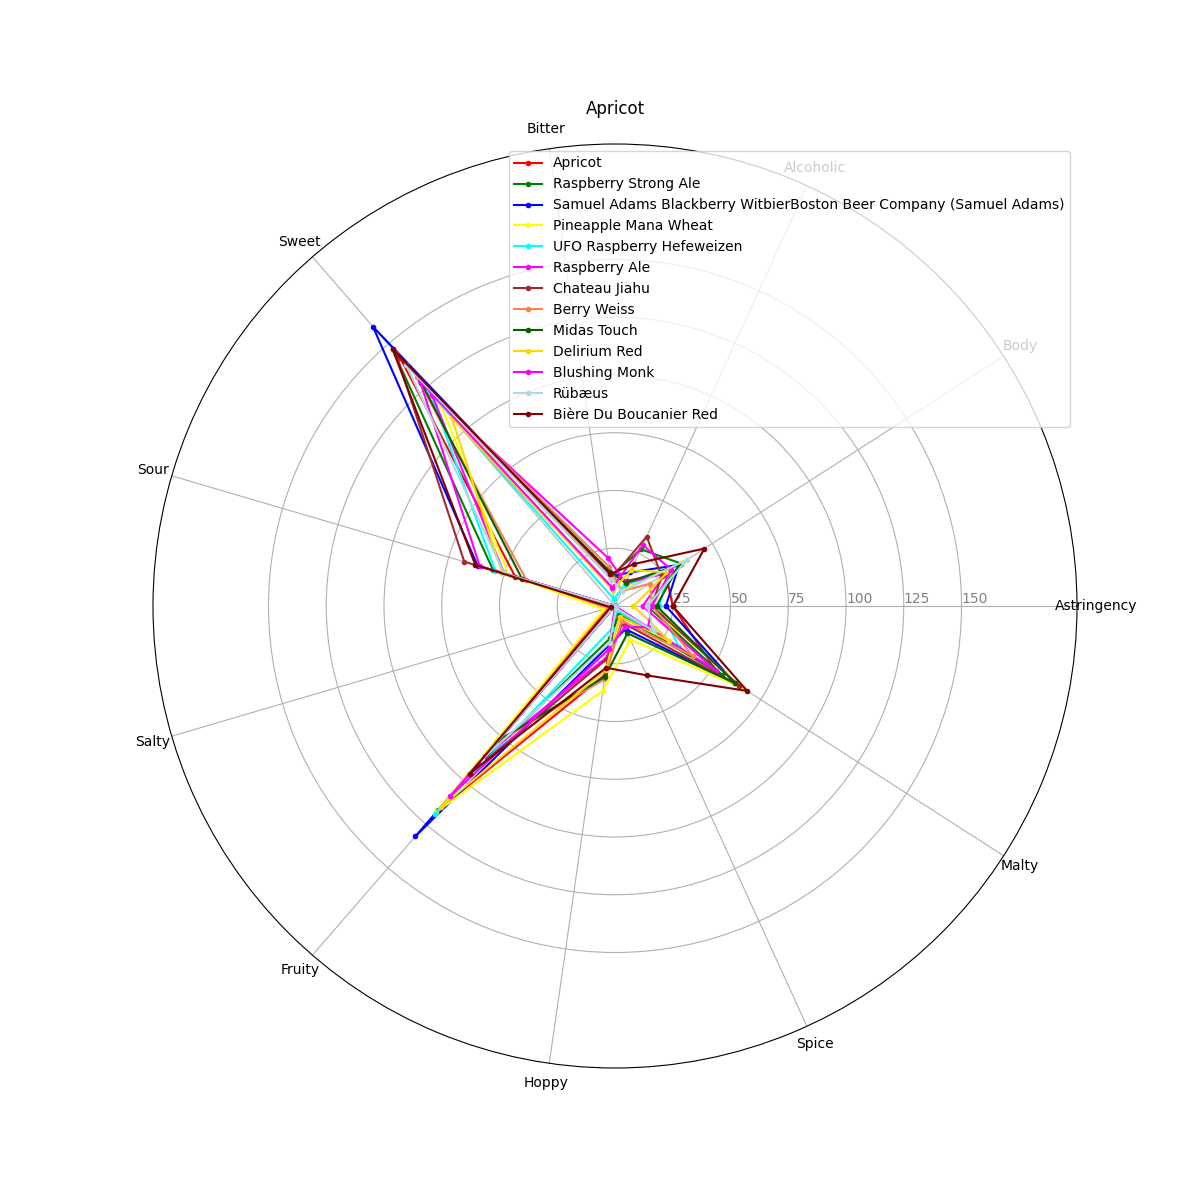 Apricot
Bitter
Alcoholic
Apricot
Raspberry Strong Ale
Samuel Adams Blackberry WitbierBoston Beer Company (Samuel Adams)
Pineapple Mana Wheat
UFO Raspberry Hefeweizen
Raspberry Ale
Chateau Jiahu
Berry Weiss
Midas Touch
Delirium Red
Blushing Monk
Rübæus
Bière Du Boucanier Red
Sweet
Body
Sour
25 50 75 100 125 150
Astringency
Salty
Malty
Fruity
Spice
Hoppy